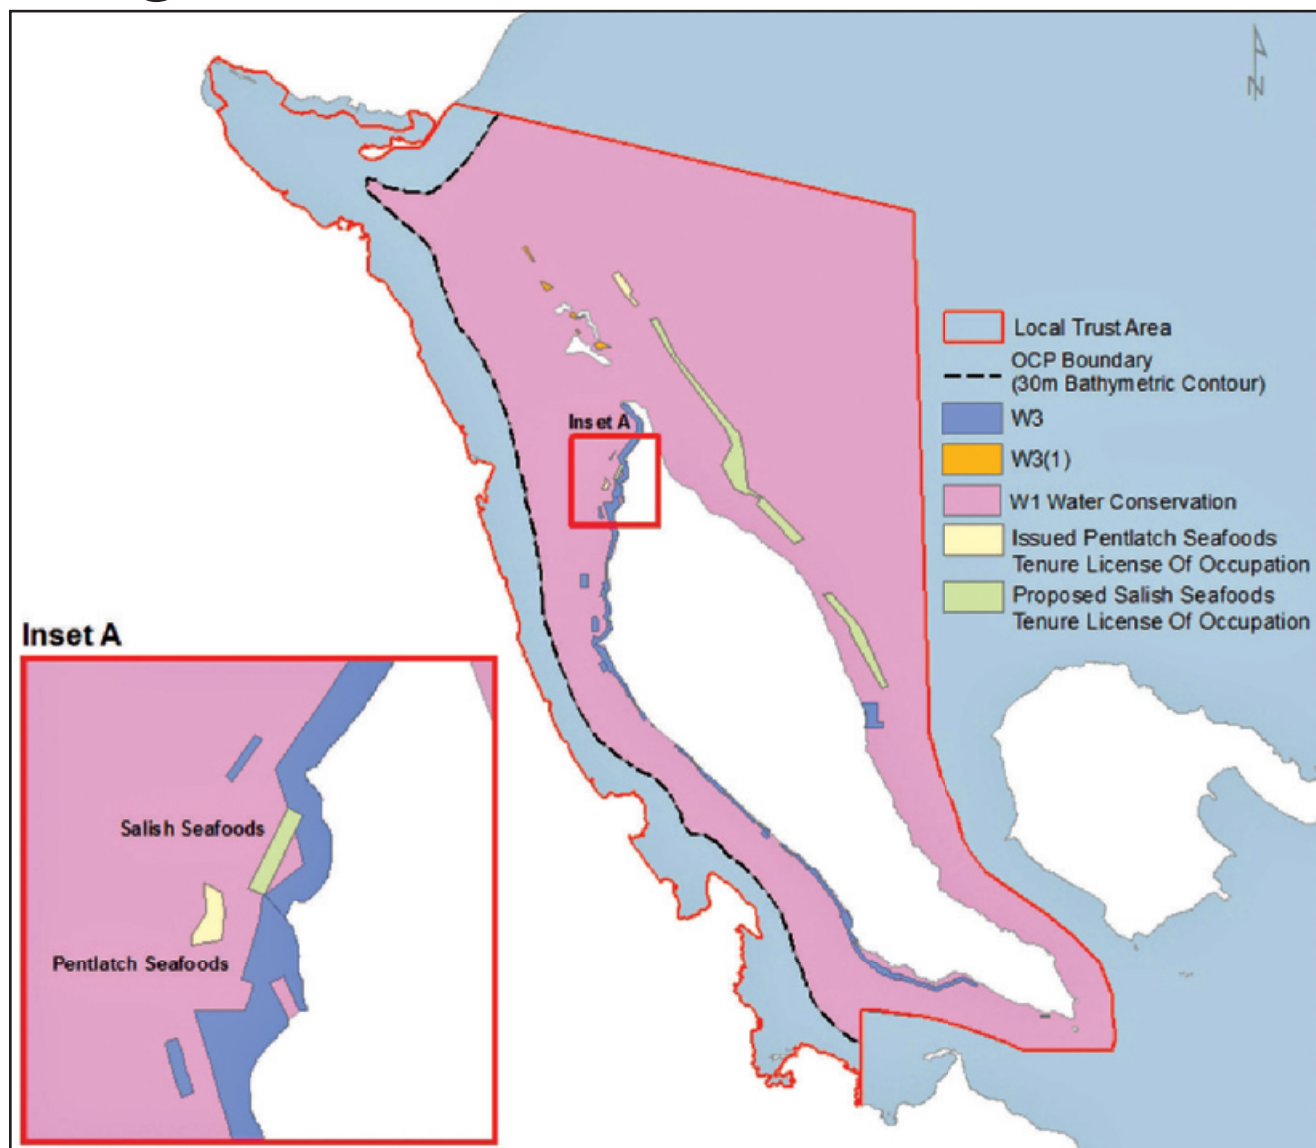 N
Inset A
Local Trust Area
OCP Boundary
(30m Bathymetric Contour)
W3
W3(1)
W1 Water Conservation
Issued Pentlatch Seafoods
Tenure License Of Occupation
Proposed Salish Seafoods
Tenure License Of Occupation
Inset A
Salish Seafoods
Pentlatch Seafoods